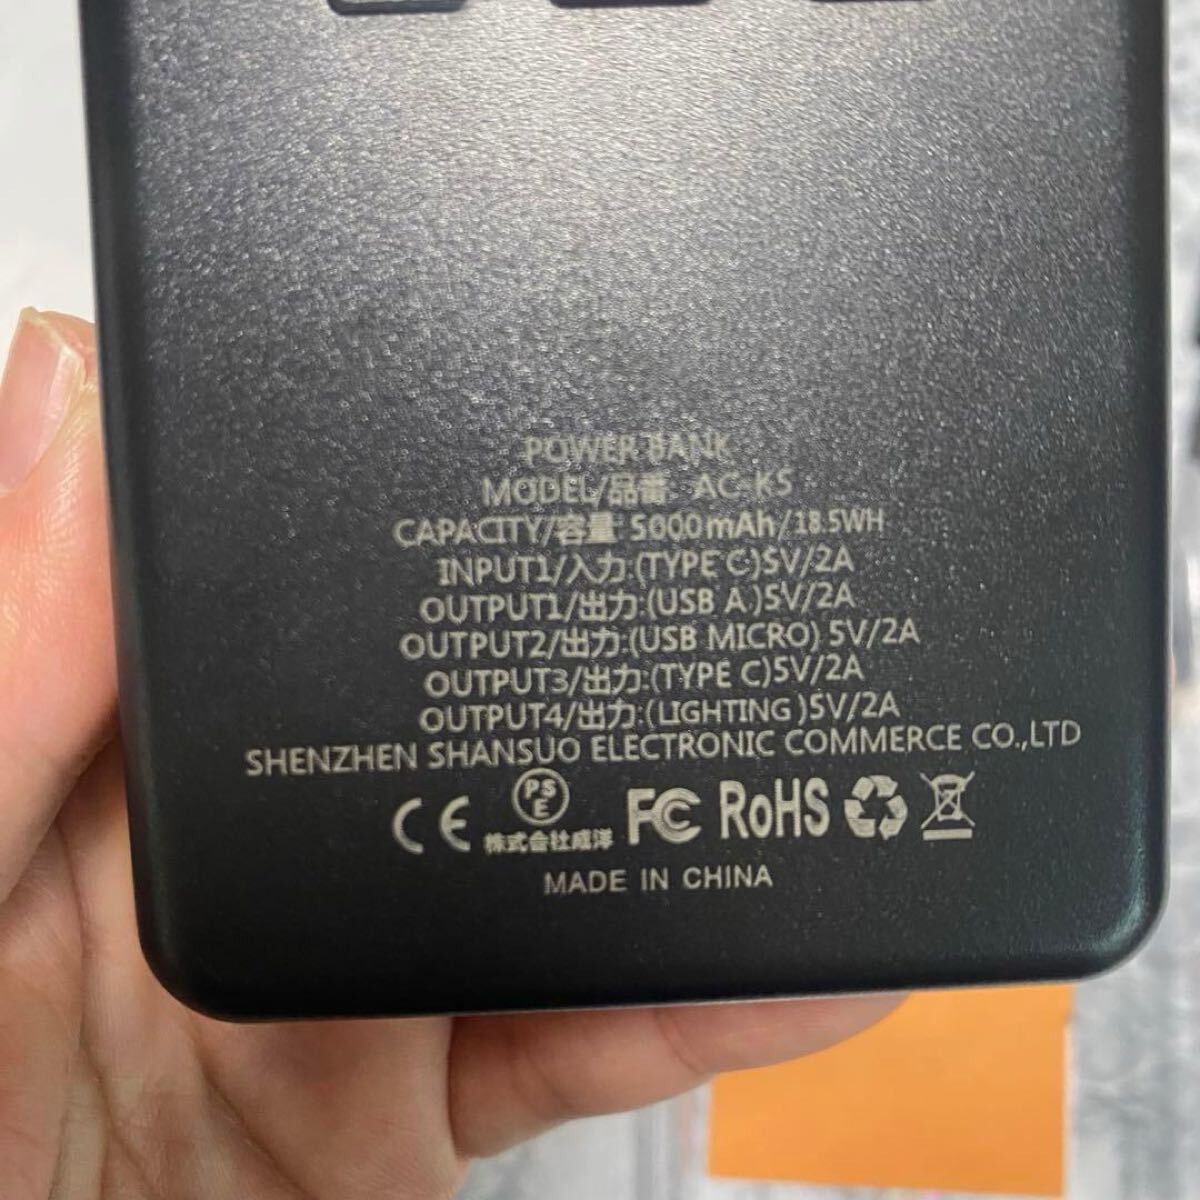 POWER BANK
MODEL/品番: AC-K5
CAPACITY/容量: 5000mAh/18.5WH
INPUT1/入力:(TYPE C)5V/2A
OUTPUT1/出力:(USB A )5V/2A
OUTPUT2/出力:(USB MICRO) 5V/2A
OUTPUT3/出力:(TYPE C)5V/2A
OUTPUT4/出力:(LIGHTING )5V/2A
SHENZHEN SHANSUO ELECTRONIC COMMERCE CO.,LTD
CE PSE FC RoHS
株式会社威洋
MADE IN CHINA